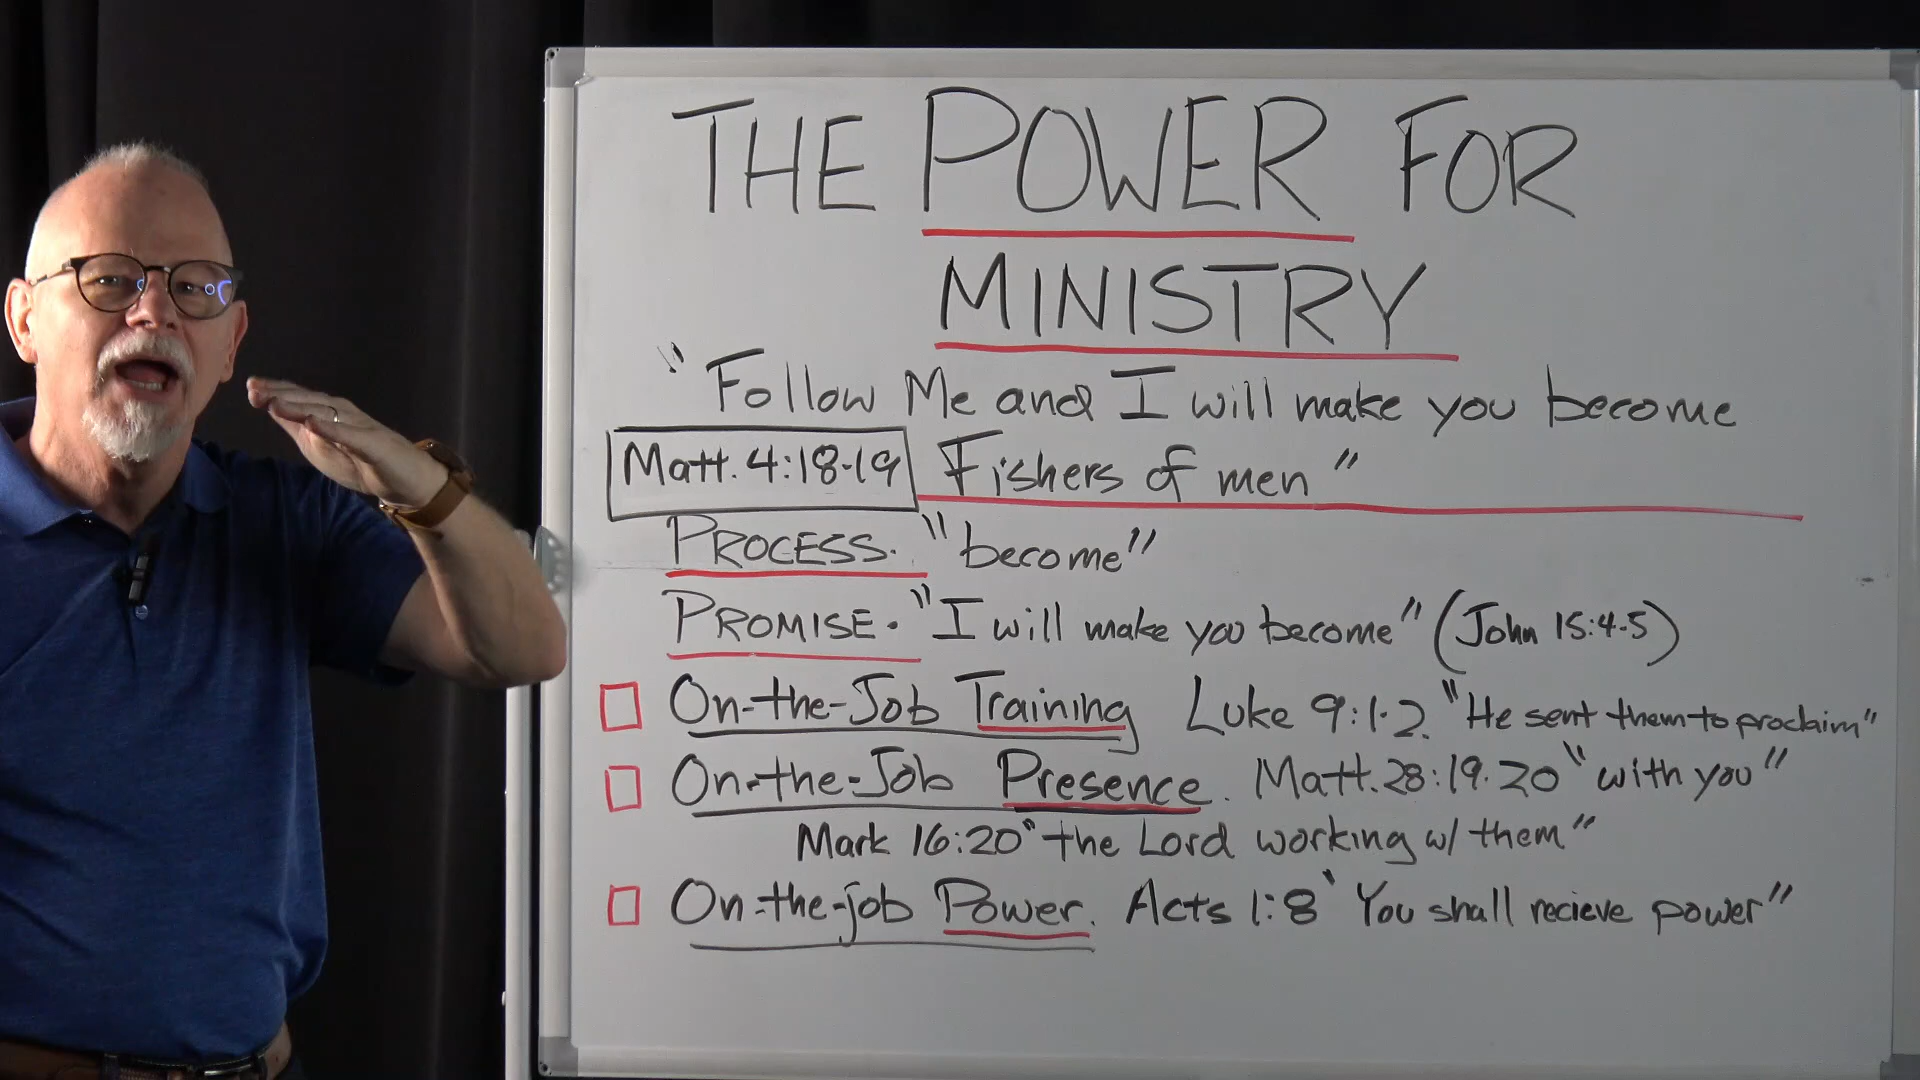 THE POWER FOR
MINISTRY
"Follow Me and I will make you become
Matt. 4:18-19 Fishers of men"
PROCESS. "become"
PROMISE. "I will make you become" (John 15:4-5)
On-the-Job Training Luke 9:1-2. "He sent them to proclaim"
On-the-Job Presence. Matt. 28:19-20 "with you"
Mark 16:20 "the Lord working w/ them"
On-the-job Power. Acts 1:8 "You shall recieve power"